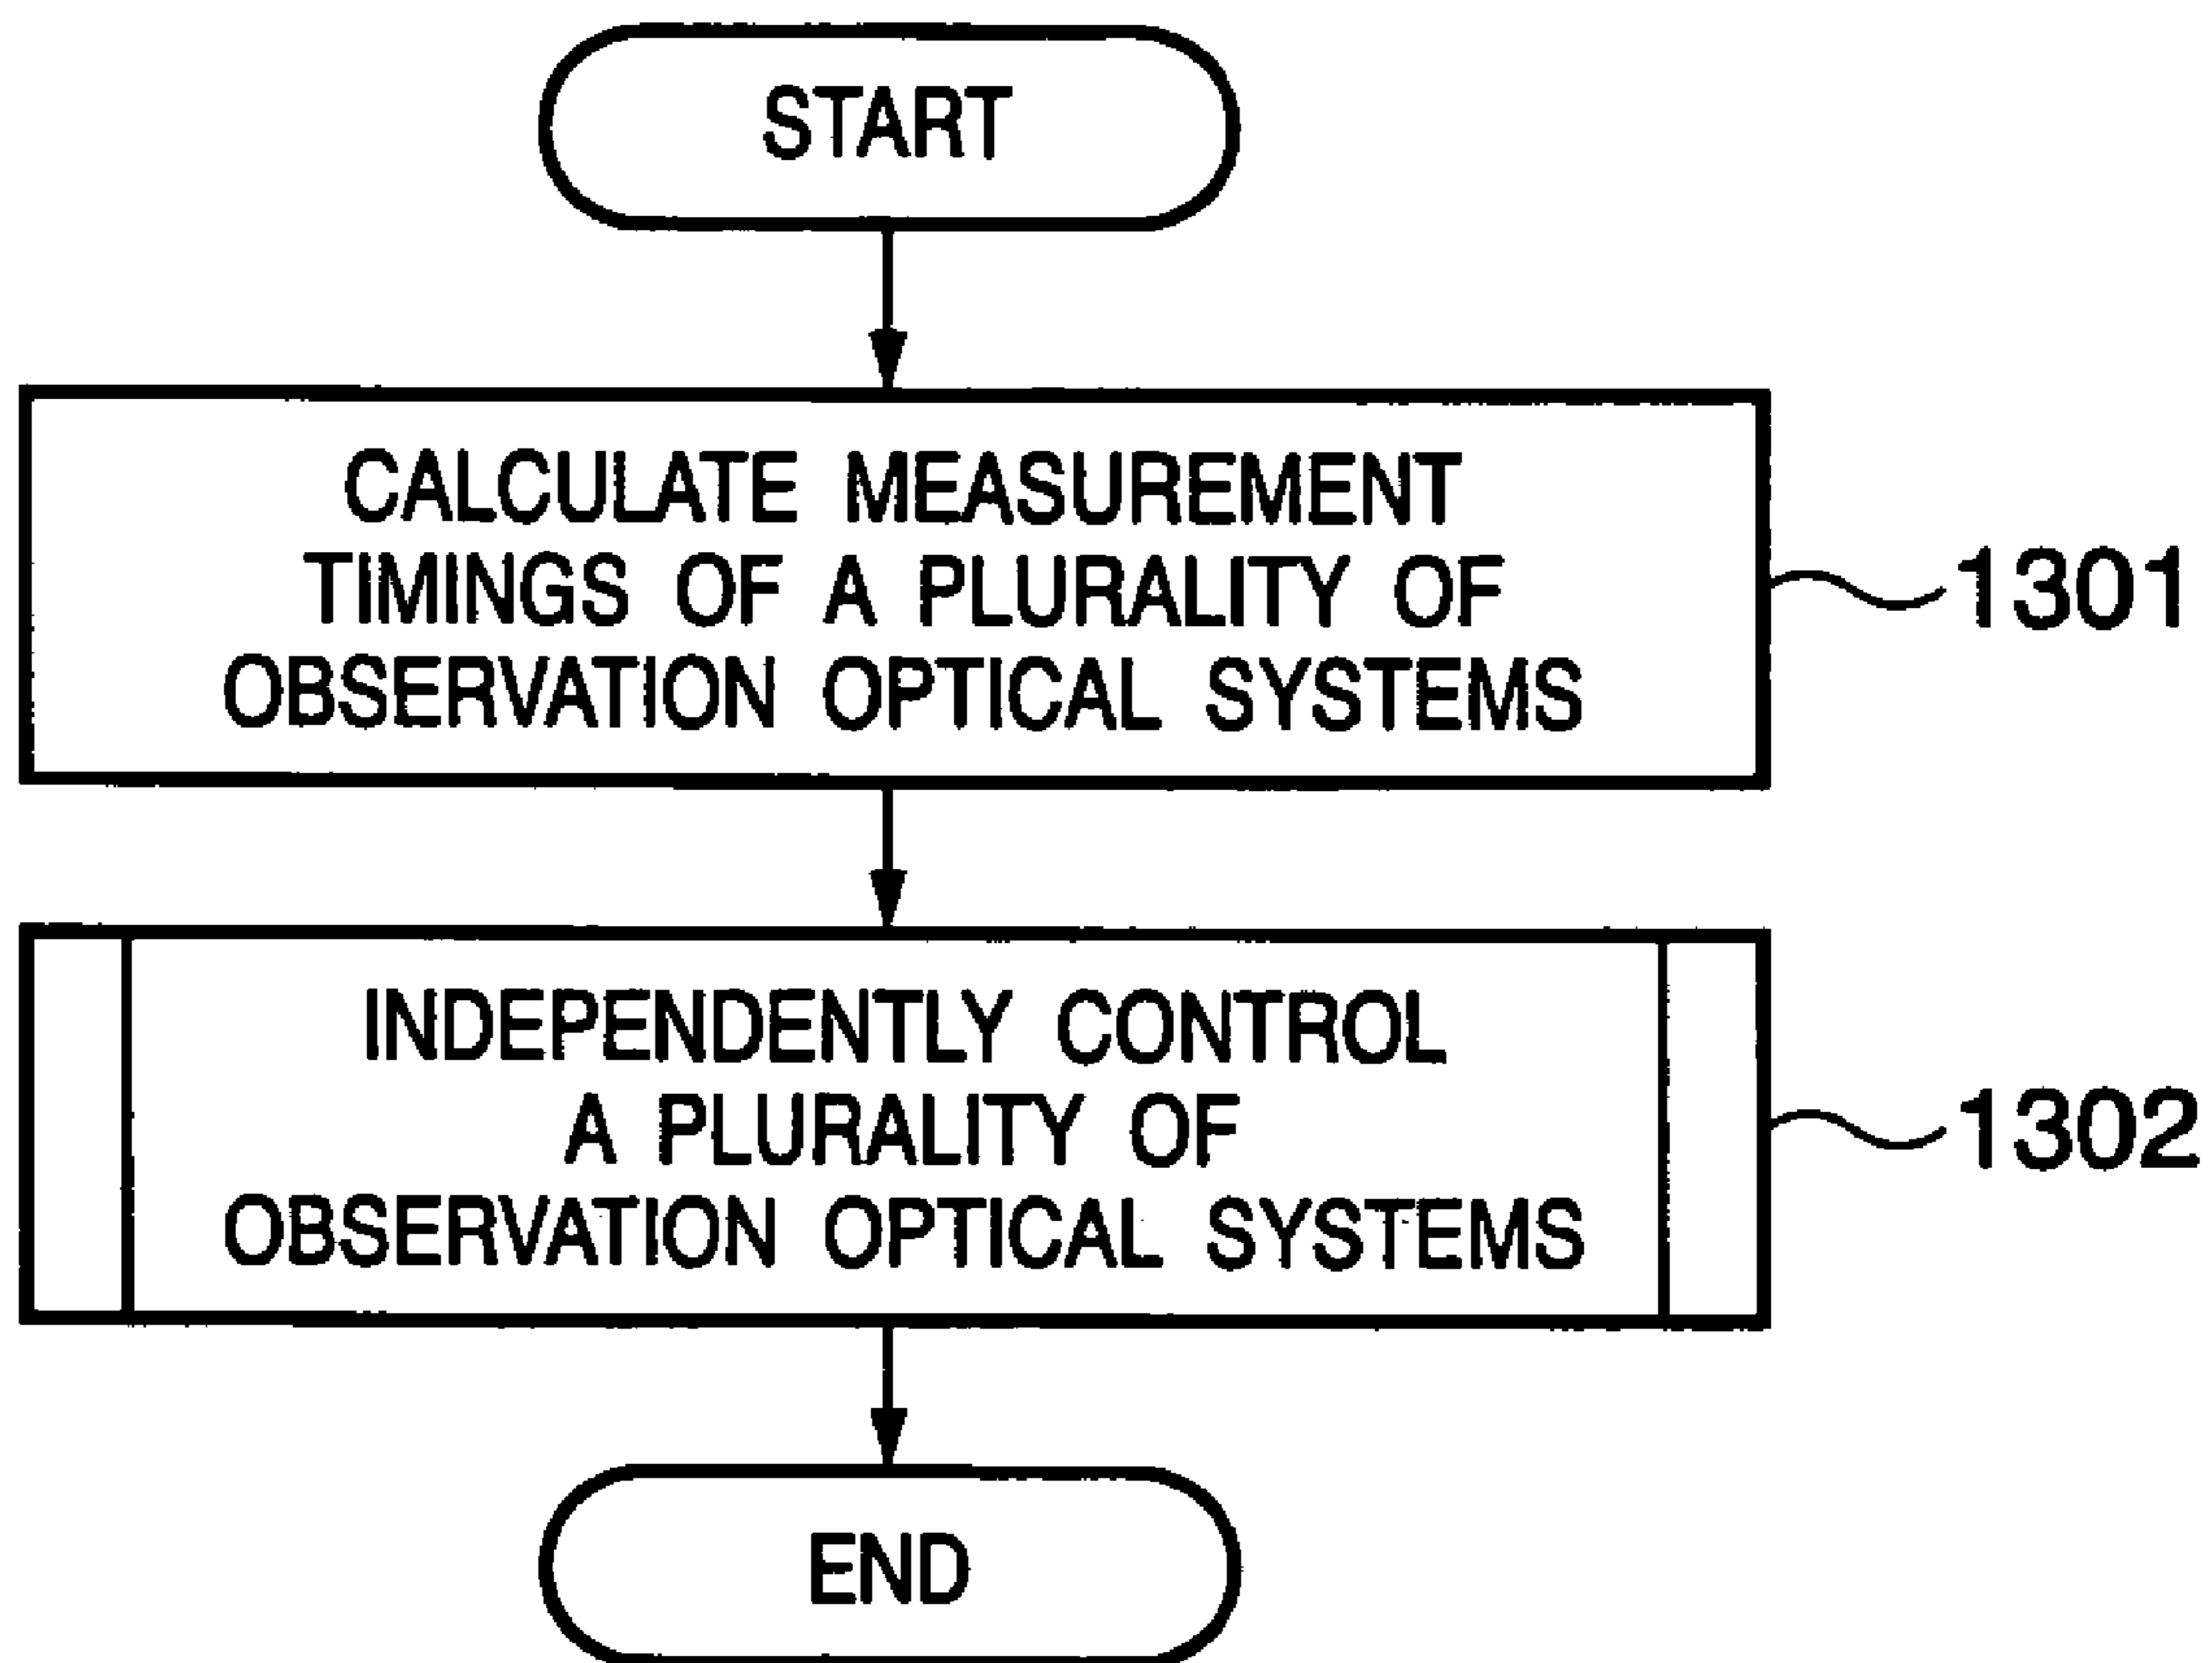 START
CALCULATE MEASUREMENT
TIMINGS OF A PLURALITY OF
OBSERVATION OPTICAL SYSTEMS
1301
INDEPENDENTLY CONTROL
A PLURALITY OF
OBSERVATION OPTICAL SYSTEMS
1302
END